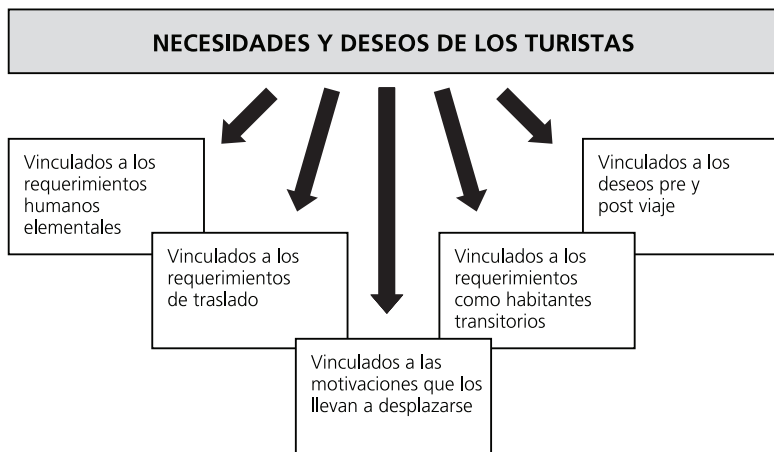 NECESIDADES Y DESEOS DE LOS TURISTAS
Vinculados a los
requerimientos
humanos
elementales
Vinculados a los
requerimientos
de traslado
Vinculados a las
motivaciones que los
llevan a desplazarse
Vinculados a los
requerimientos
como habitantes
transitorios
Vinculados a los
deseos pre y
post viaje